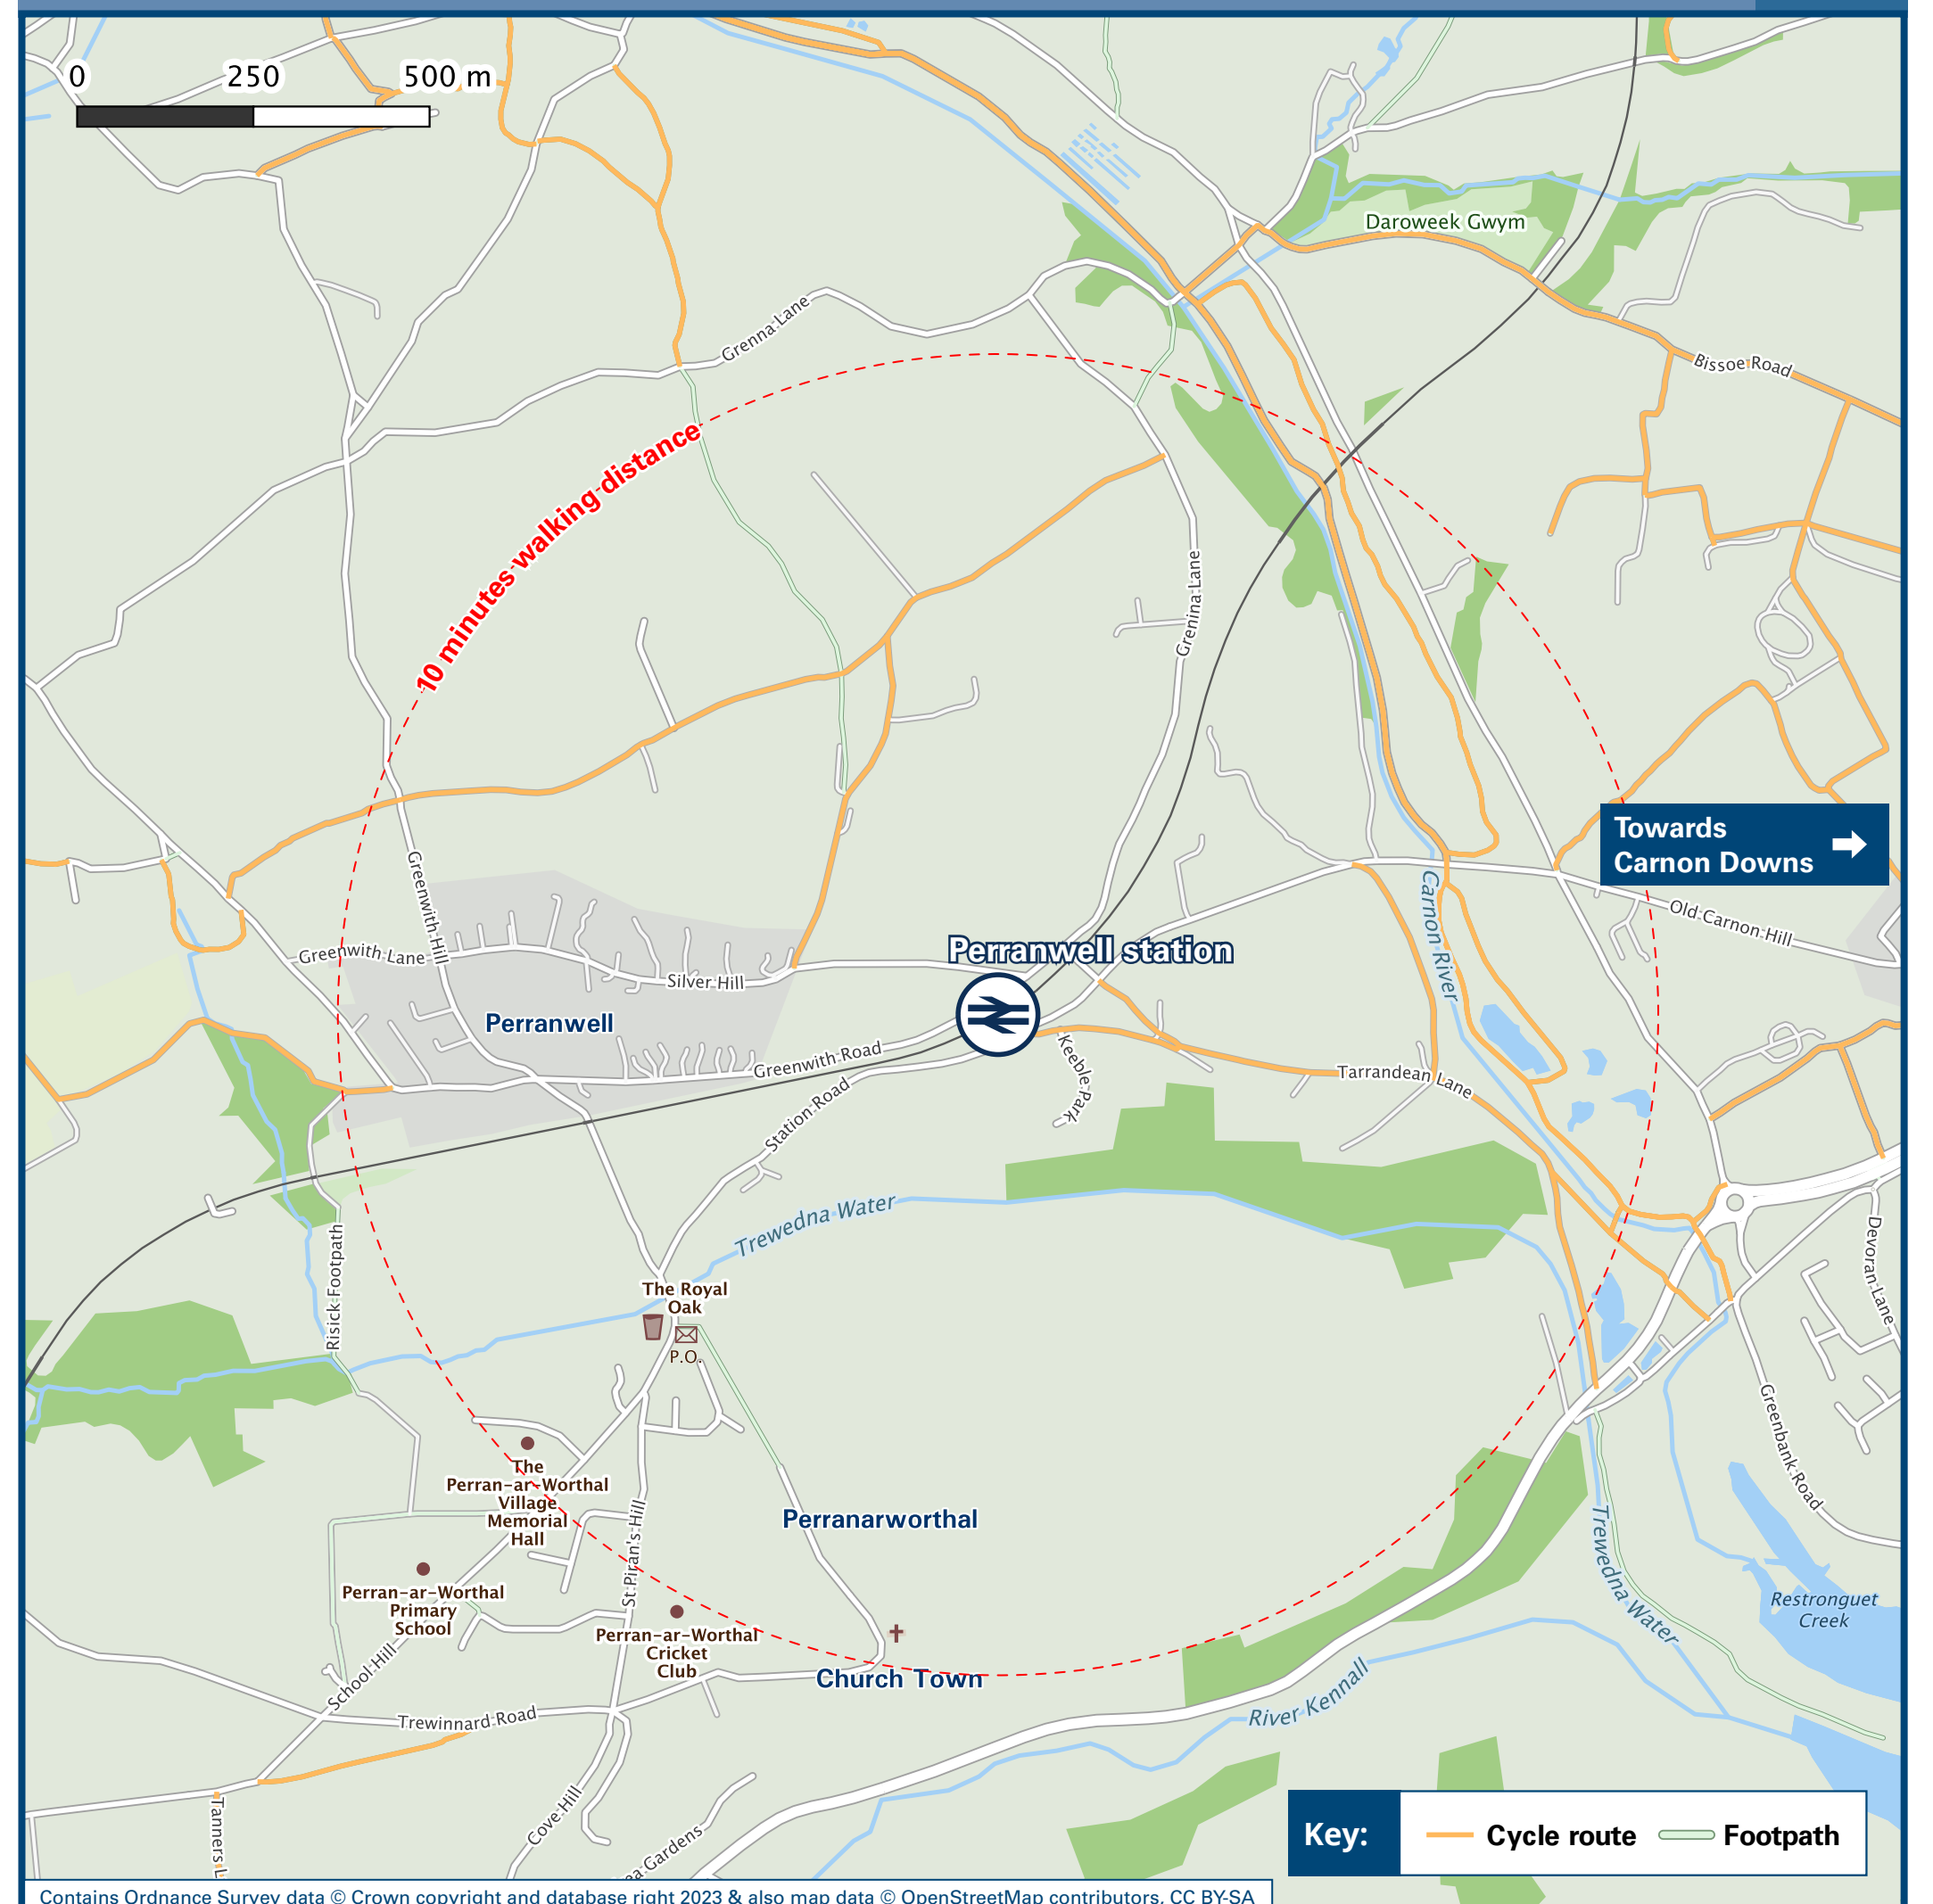 0 250 500 m
Daroweek Gwym
Grenna Lane
Bissoe Road
10 minutes walking distance
Grenina Lane
Towards
Carnon Downs
Greenwith Hill
Carnon River
Old Carnon Hill
Greenwith Lane
Perranwell station
Silver Hill
Perranwell
Greenwith Road
Keeble Park
Tarrandean Lane
Station Road
Trewedna Water
Risick Footpath
Devoran Lane
The Royal
Oak
P.O.
Greenbank Road
The
Perran-ar-Worthal
Village
Memorial
Hall
St Piran's Hill
Perranarworthal
Trewedna Water
Perran-ar-Worthal
Primary
School
Restronguet
Creek
Perran-ar-Worthal
Cricket
Club
Church Town
School Hill
River Kennall
Trewinnard Road
Tanners L
Cove Hill
ea Gardens
Key: Cycle route Footpath
Contains Ordnance Survey data © Crown copyright and database right 2023 & also map data © OpenStreetMap contributors, CC BY-SA